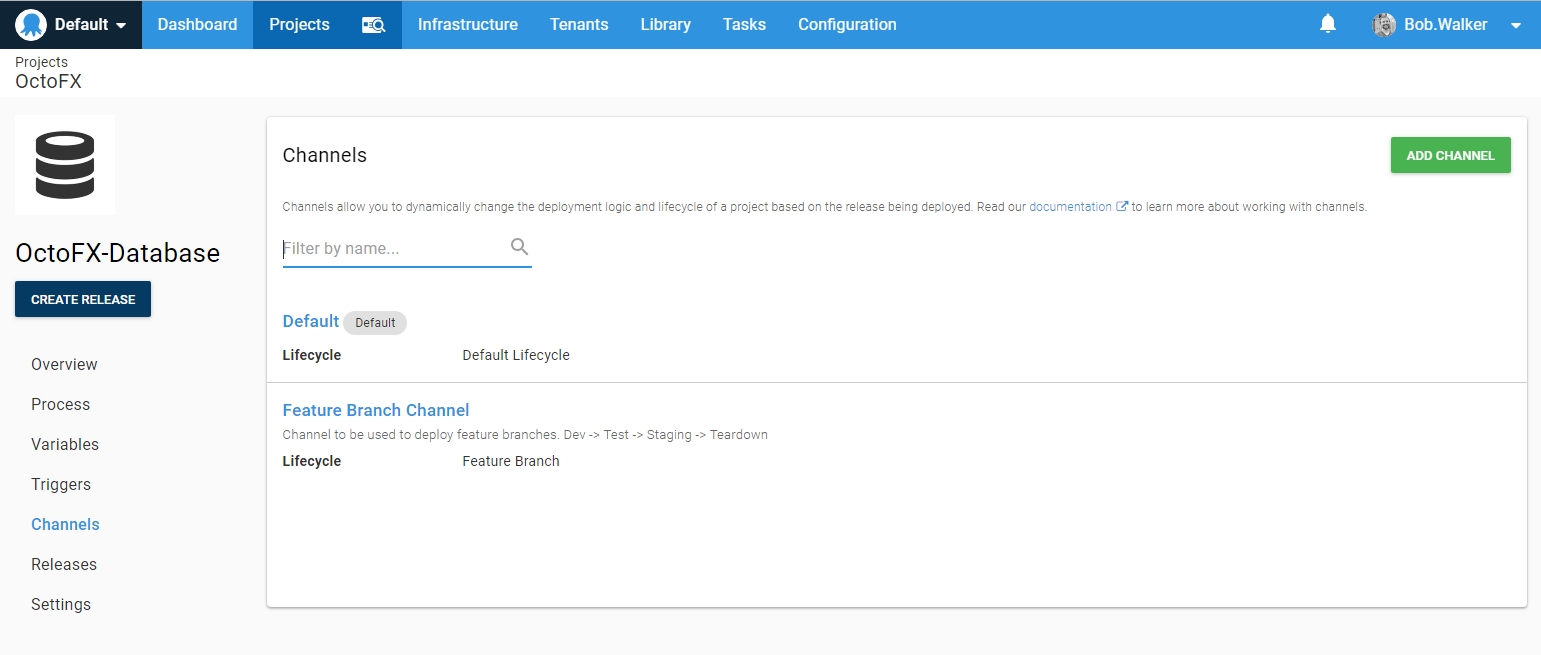 Default Dashboard Projects Infrastructure Tenants Library Tasks Configuration Bob.Walker
Projects
OctoFX
OctoFX-Database
CREATE RELEASE
Overview
Process
Variables
Triggers
Channels
Releases
Settings
Channels
ADD CHANNEL
Channels allow you to dynamically change the deployment logic and lifecycle of a project based on the release being deployed. Read our documentation to learn more about working with channels.
Filter by name...
Default Default
Lifecycle Default Lifecycle
Feature Branch Channel
Channel to be used to deploy feature branches. Dev -> Test -> Staging -> Teardown
Lifecycle Feature Branch